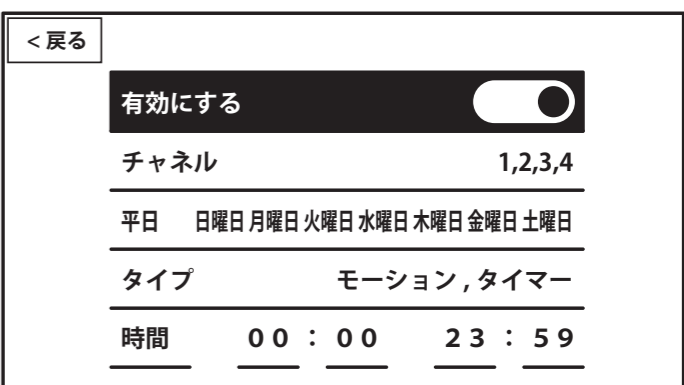 < 戻る
有効にする
チャネル 1,2,3,4
平日 日曜日 月曜日 火曜日 水曜日 木曜日 金曜日 土曜日
タイプ モーション , タイマー
時間 00 : 00 23 : 59